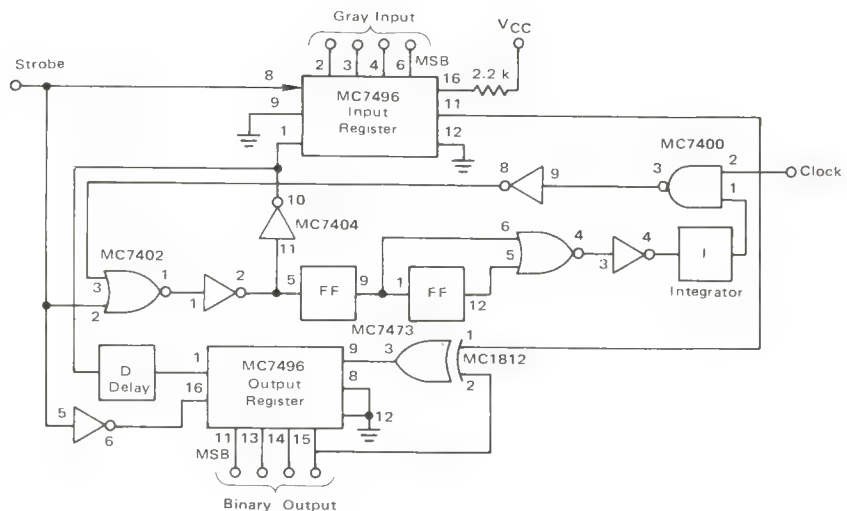 Gray Input
VCC
Strobe
2 3 4 6 MSB
8 16 2.2 k
MC7496
Input
Register
9 11
1 12
MC7400
8 9 3 2 Clock
1
10
MC7404
11
MC7402
3 1 1 2 5 FF 9 1 FF 12
2
6 4 3 4 I
5
Integrator
MC7473
D
Delay
1 MC7496 9 3 1
Output
Register
MC1812
16 8 2
5 6 12
MSB 11 13 14 15
Binary Output